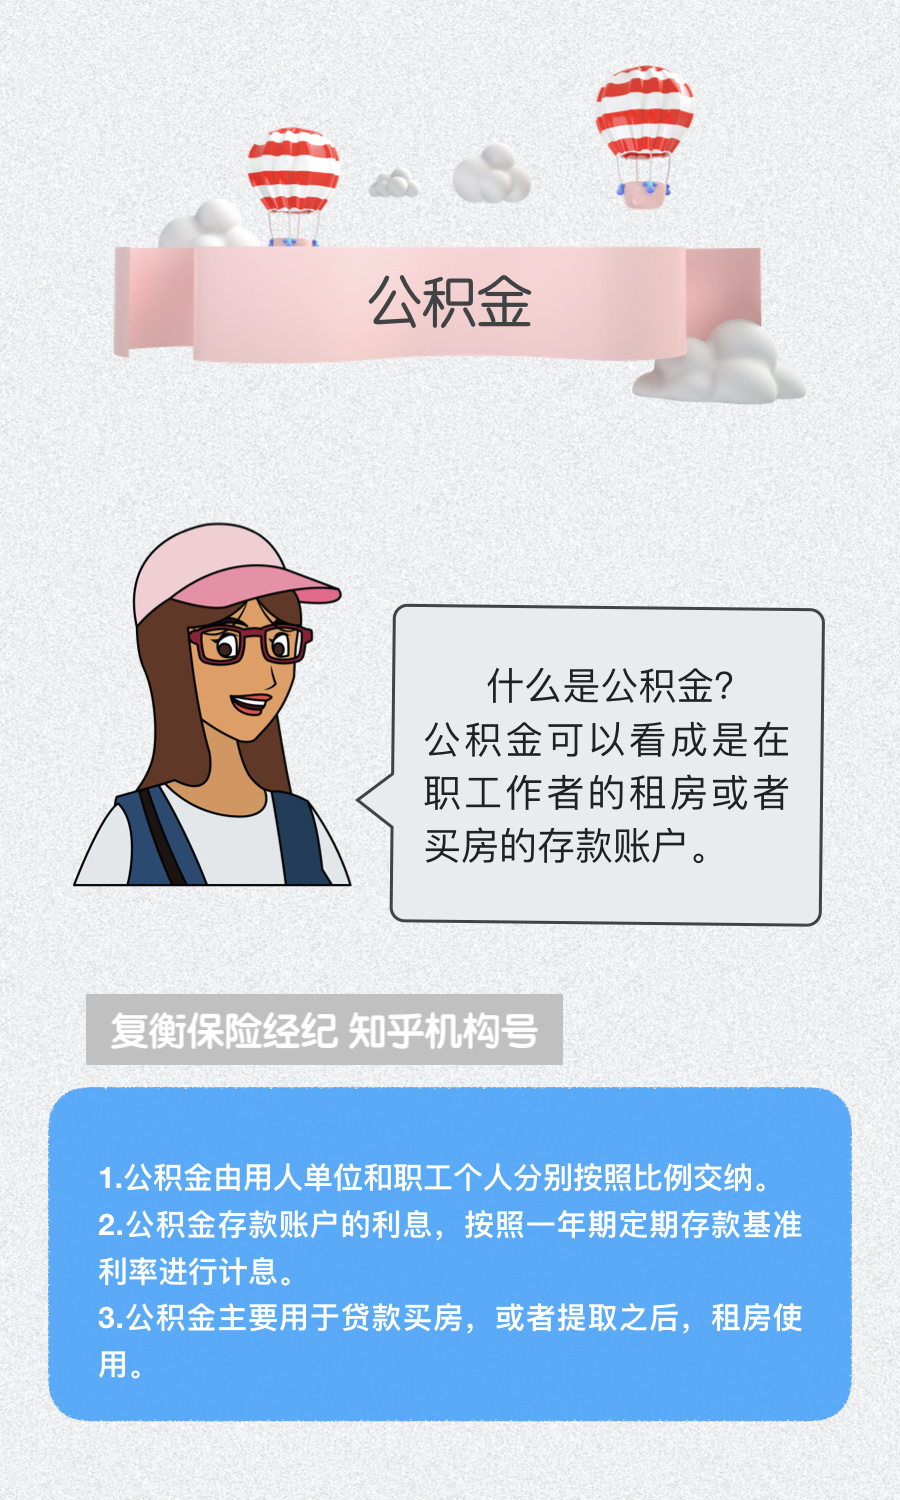 公积金
什么是公积金?
公积金可以看成是在
职工作者的租房或者
买房的存款账户。
复衡保险经纪 知乎机构号
1.公积金由用人单位和职工个人分别按照比例交纳。
2.公积金存款账户的利息，按照一年期定期存款基准
利率进行计息。
3.公积金主要用于贷款买房，或者提取之后，租房使
用。